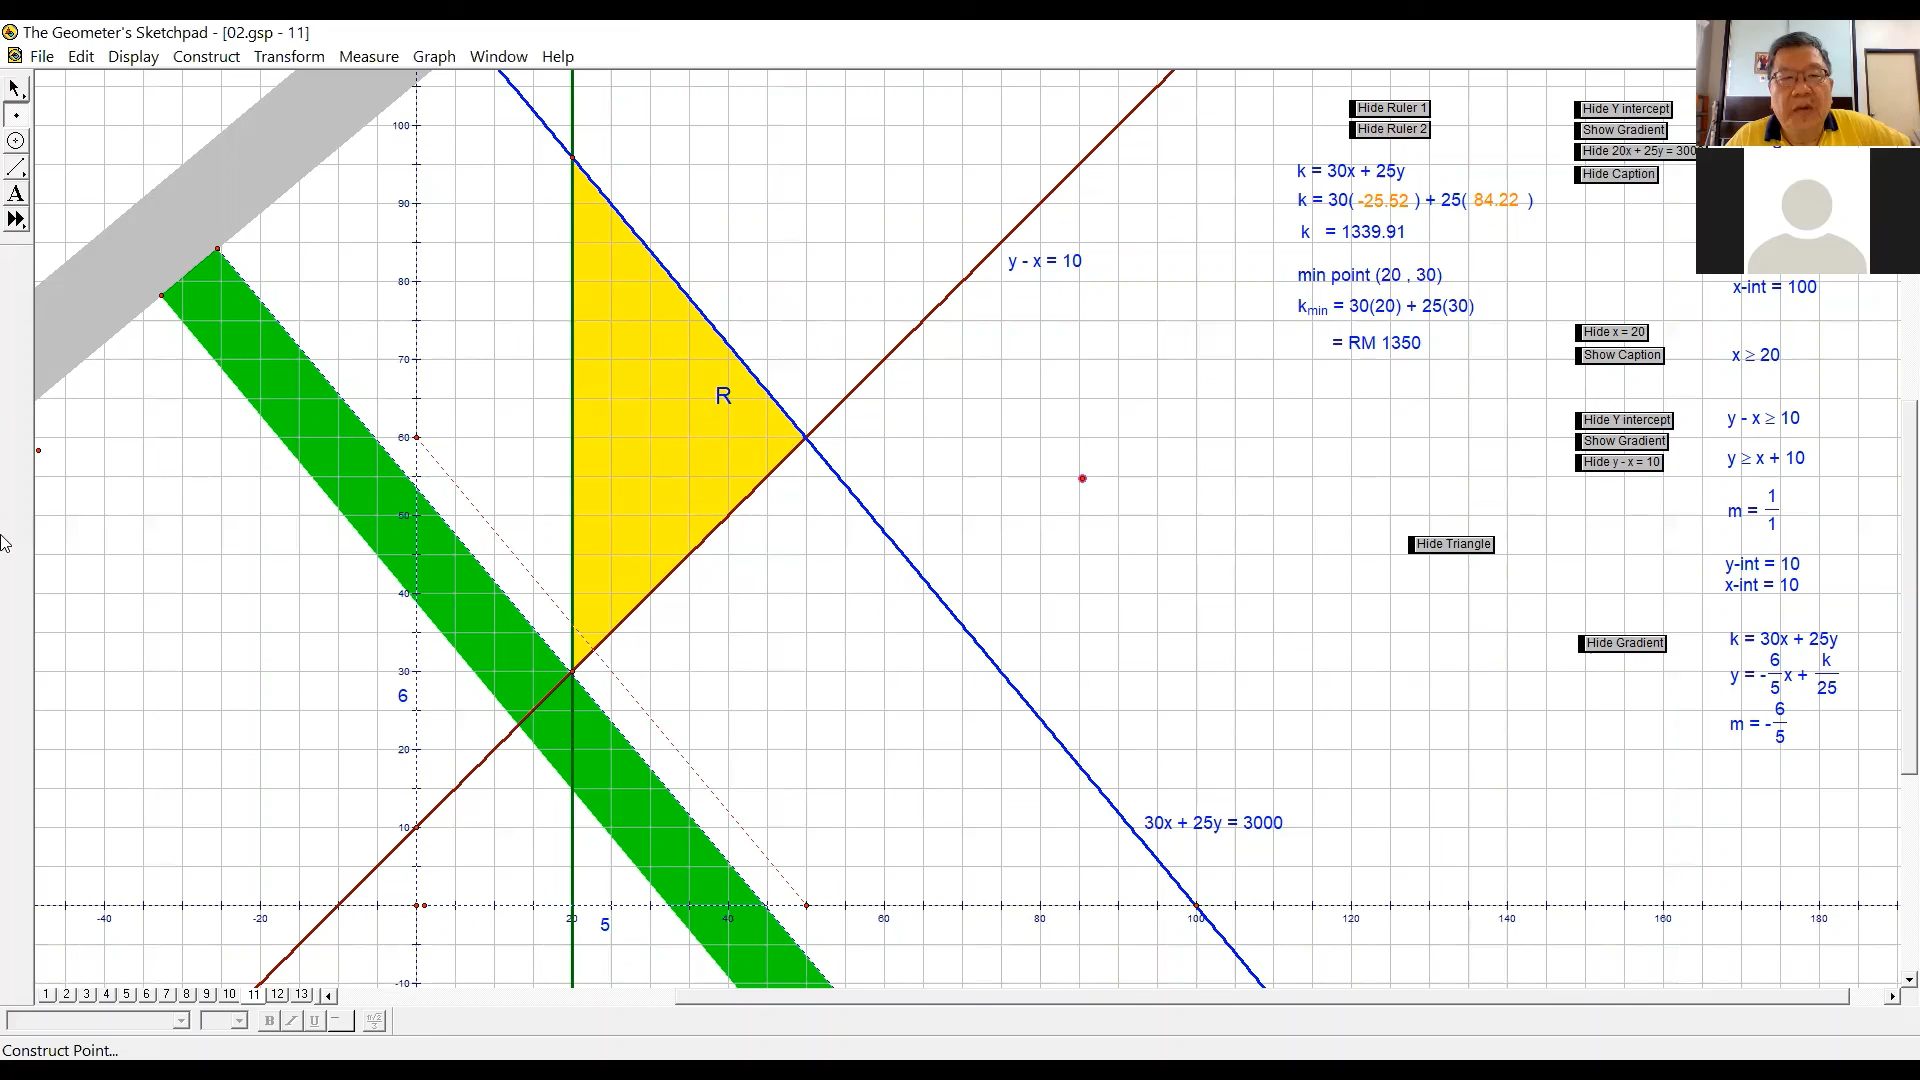 The Geometer's Sketchpad - [02.gsp - 11]
File Edit Display Construct Transform Measure Graph Window Help
Hide Ruler 1
Hide Ruler 2
k = 30x + 25y
k = 30( -25.52 ) + 25( 84.22 )
k = 1339.91
min point (20 , 30)
kmin = 30(20) + 25(30)
= RM 1350
Hide Y intercept
Show Gradient
Hide 20x + 25y = 300
Hide Caption
x-int = 100
Hide x = 20
Show Caption
x ≥ 20
Hide Y intercept
Show Gradient
Hide y - x = 10
y - x ≥ 10
y ≥ x + 10
m = 1/1
y-int = 10
x-int = 10
Hide Triangle
Hide Gradient
k = 30x + 25y
y = -6/5 x + k/25
m = -6/5
y - x = 10
R
30x + 25y = 3000
6
5
100
90
80
70
60
50
40
30
20
10
-10
-40 -20 20 40 60 80 100 120 140 160 180
1 2 3 4 5 6 7 8 9 10 11 12 13
B I U
Construct Point...
A